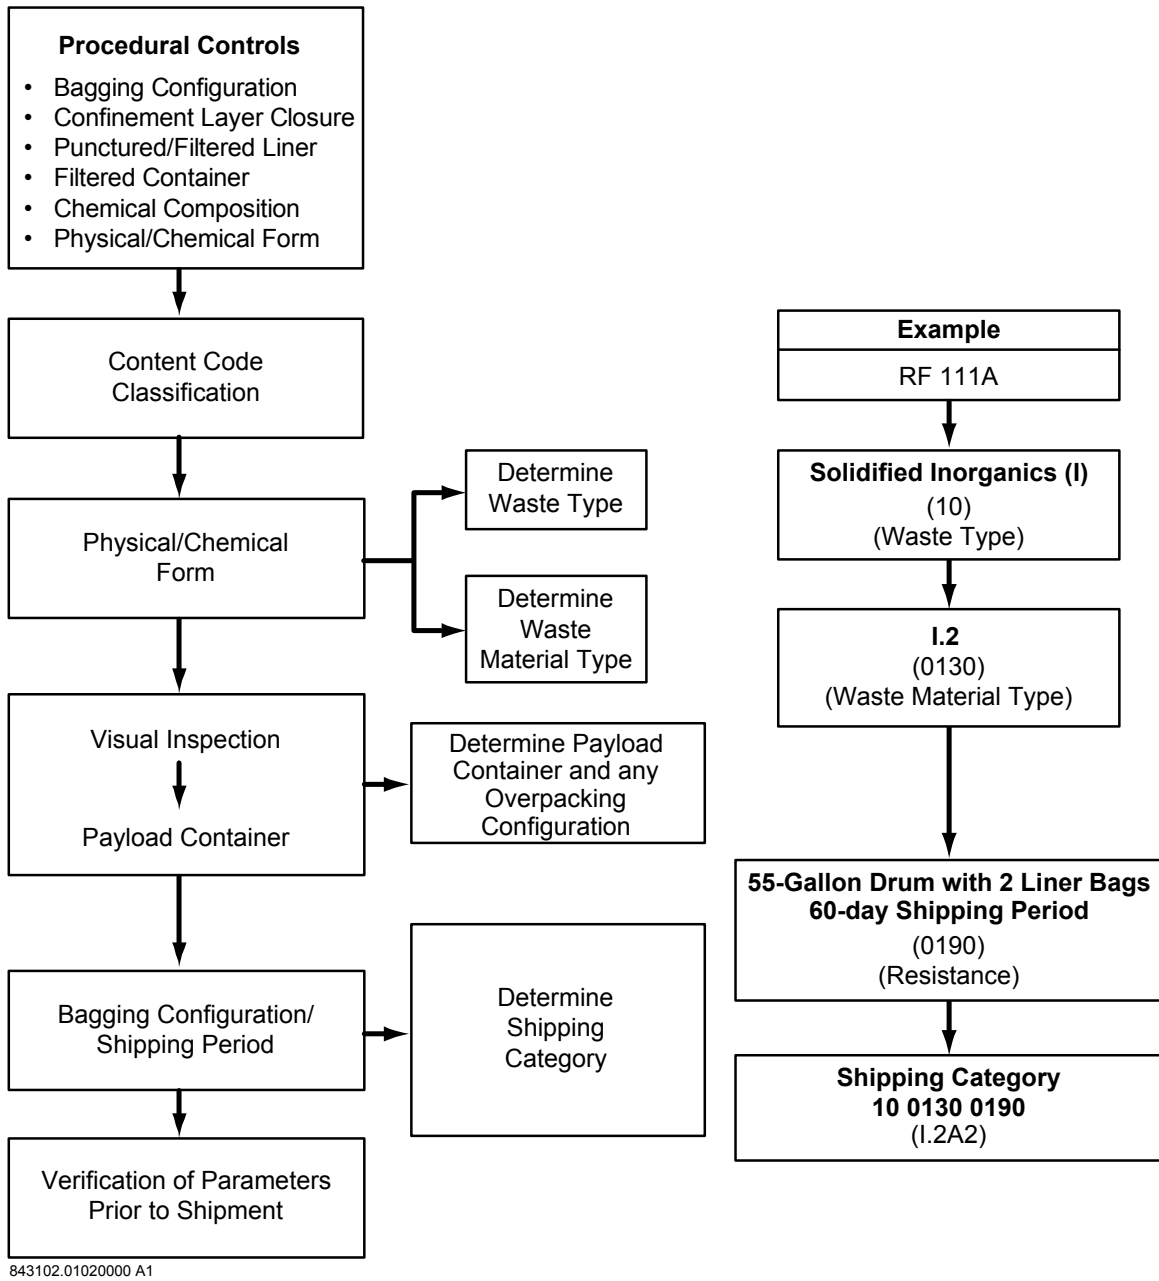 Procedural Controls
• Bagging Configuration
• Confinement Layer Closure
• Punctured/Filtered Liner
• Filtered Container
• Chemical Composition
• Physical/Chemical Form
Content Code
Classification
Physical/Chemical
Form
Determine
Waste Type
Determine
Waste
Material Type
Visual Inspection
Payload Container
Determine Payload
Container and any
Overpacking
Configuration
Bagging Configuration/
Shipping Period
Determine
Shipping
Category
Verification of Parameters
Prior to Shipment
Example
RF 111A
Solidified Inorganics (I)
(10)
(Waste Type)
I.2
(0130)
(Waste Material Type)
55-Gallon Drum with 2 Liner Bags
60-day Shipping Period
(0190)
(Resistance)
Shipping Category
10 0130 0190
(I.2A2)
843102.01020000 A1